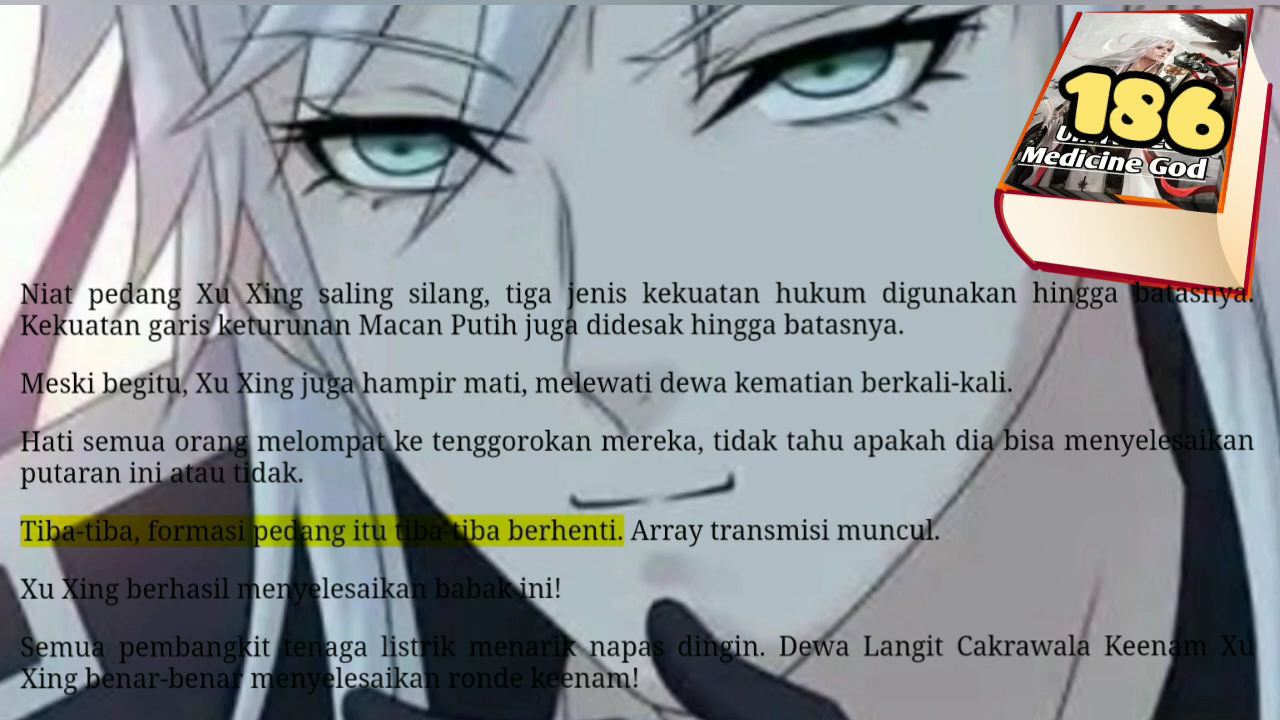 186
Medicine God
Niat pedang Xu Xing saling silang, tiga jenis kekuatan hukum digunakan hingga batasnya.
Kekuatan garis keturunan Macan Putih juga didesak hingga batasnya.
Meski begitu, Xu Xing juga hampir mati, melewati dewa kematian berkali-kali.
Hati semua orang melompat ke tenggorokan mereka, tidak tahu apakah dia bisa menyelesaikan
putaran ini atau tidak.
Tiba-tiba, formasi pedang itu tiba-tiba berhenti. Array transmisi muncul.
Xu Xing berhasil menyelesaikan babak ini!
Semua pembangkit tenaga listrik menarik napas dingin. Dewa Langit Cakrawala Keenam Xu
Xing benar-benar menyelesaikan ronde keenam!